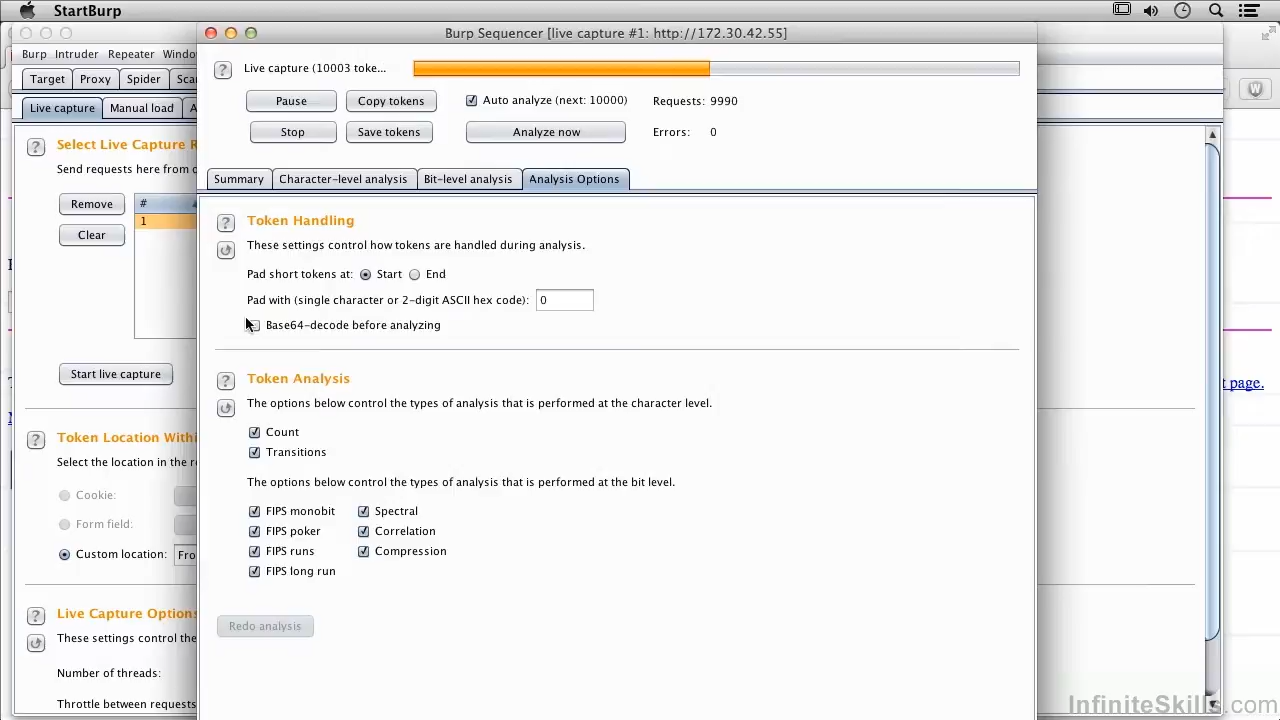 StartBurp
Burp Sequencer [live capture #1: http://172.30.42.55]
Burp Intruder Repeater
Target Proxy Spider
Live capture Manual load
? Select Live Capture
Send requests here from
Remove #
1
Clear
Start live capture
? Token Location
Select the location in the
Cookie:
Form field:
Custom location:
? Live Capture Options
These settings control the
Number of threads:
Throttle between requests
? Live capture (10003 toke...
Pause Copy tokens Auto analyze (next: 10000) Requests: 9990
Stop Save tokens Analyze now Errors: 0
Summary Character-level analysis Bit-level analysis Analysis Options
? Token Handling
These settings control how tokens are handled during analysis.
Pad short tokens at: Start End
Pad with (single character or 2-digit ASCII hex code): 0
Base64-decode before analyzing
? Token Analysis
The options below control the types of analysis that is performed at the character level.
Count
Transitions
The options below control the types of analysis that is performed at the bit level.
FIPS monobit Spectral
FIPS poker Correlation
FIPS runs Compression
FIPS long run
Redo analysis
W
t page.
InfiniteSkills.com